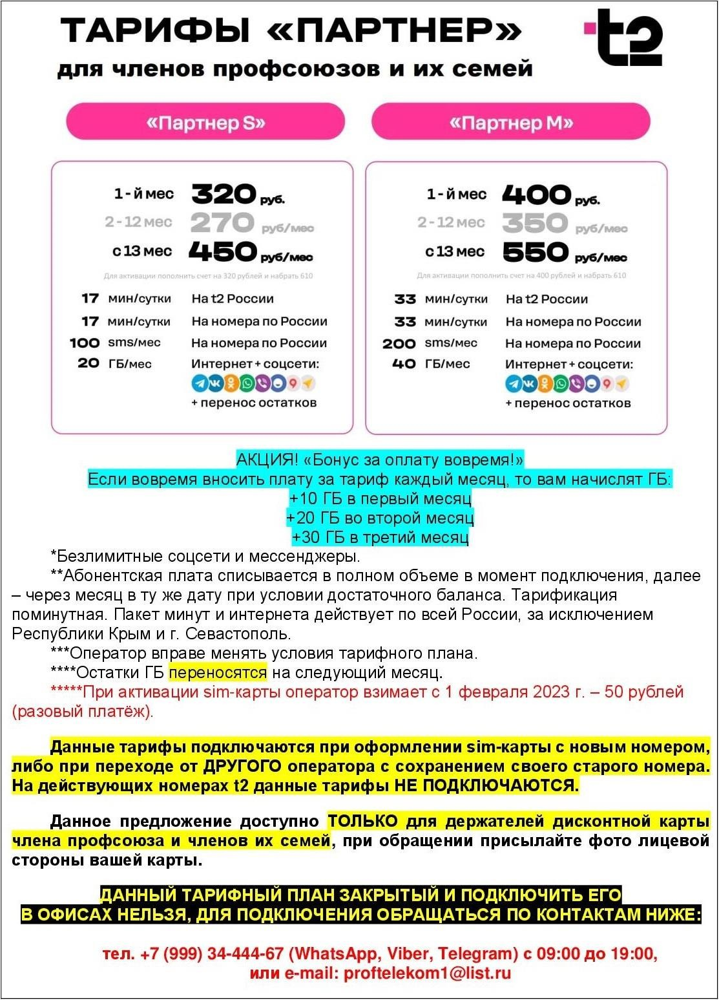 ТАРИФЫ «ПАРТНЕР»
t2
для членов профсоюзов и их семей
«Партнер S»
1 - й мес 320 руб.
2 - 12 мес 270 руб/мес
с 13 мес 450 руб/мес
Для активации пополнить счет на 320 рублей и набрать 610
17 мин/сутки На t2 России
17 мин/сутки На номера по России
100 sms/мес На номера по России
20 ГБ/мес Интернет + соцсети:
+ перенос остатков
«Партнер М»
1 - й мес 400 руб.
2 - 12 мес 350 руб/мес
с 13 мес 550 руб/мес
Для активации пополнить счет на 400 рублей и набрать 610
33 мин/сутки На t2 России
33 мин/сутки На номера по России
200 sms/мес На номера по России
40 ГБ/мес Интернет + соцсети:
+ перенос остатков
АКЦИЯ! «Бонус за оплату вовремя!»
Если вовремя вносить плату за тариф каждый месяц, то вам начислят ГБ:
+10 ГБ в первый месяц
+20 ГБ во второй месяц
+30 ГБ в третий месяц
*Безлимитные соцсети и мессенджеры.
**Абонентская плата списывается в полном объеме в момент подключения, далее
– через месяц в ту же дату при условии достаточного баланса. Тарификация
поминутная. Пакет минут и интернета действует по всей России, за исключением
Республики Крым и г. Севастополь.
***Оператор вправе менять условия тарифного плана.
****Остатки ГБ переносятся на следующий месяц.
*****При активации sim-карты оператор взимает с 1 февраля 2023 г. – 50 рублей
(разовый платёж).
Данные тарифы подключаются при оформлении sim-карты с новым номером,
либо при переходе от ДРУГОГО оператора с сохранением своего старого номера.
На действующих номерах t2 данные тарифы НЕ ПОДКЛЮЧАЮТСЯ.
Данное предложение доступно ТОЛЬКО для держателей дисконтной карты
члена профсоюза и членов их семей, при обращении присылайте фото лицевой
стороны вашей карты.
ДАННЫЙ ТАРИФНЫЙ ПЛАН ЗАКРЫТЫЙ И ПОДКЛЮЧИТЬ ЕГО
В ОФИСАХ НЕЛЬЗЯ, ДЛЯ ПОДКЛЮЧЕНИЯ ОБРАЩАТЬСЯ ПО КОНТАКТАМ НИЖЕ:
тел. +7 (999) 34-444-67 (WhatsApp, Viber, Telegram) с 09:00 до 19:00,
или e-mail: proftelekom1@list.ru